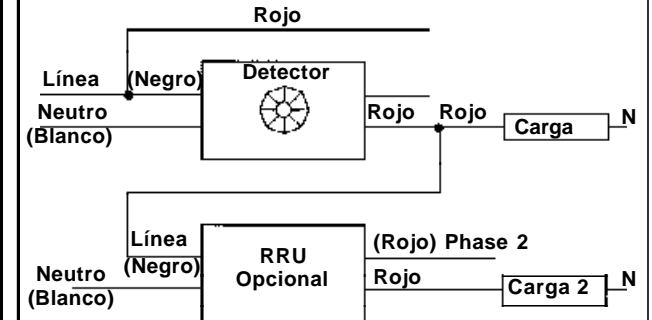 Rojo
Línea (Negro) Detector
Neutro Rojo Rojo Carga N
(Blanco)
Línea (Rojo) Phase 2
(Negro) RRU
Neutro Opcional Rojo Carga 2 N
(Blanco)